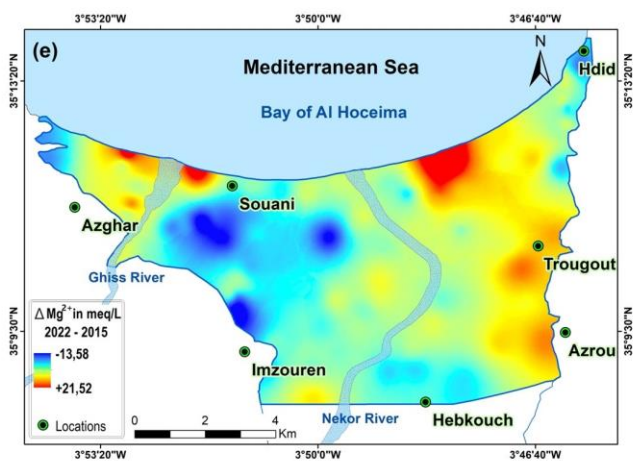 3°53'20"W 3°50'00"W 3°46'40"W
(e)
N
Mediterranean Sea
Hdid
35°13'20"N
35°13'20"N
Bay of Al Hoceima
Souani
Azghar
Trougout
Ghiss River
Δ Mg²⁺in meq/L
2022 - 2015
-13,58
+21,52
Locations
35°9'30"N
35°9'30"N
Azrou
Imzouren
Nekor River
Hebkouch
0 1 2 4
Km
3°53'20"W 3°50'00"W 3°46'40"W